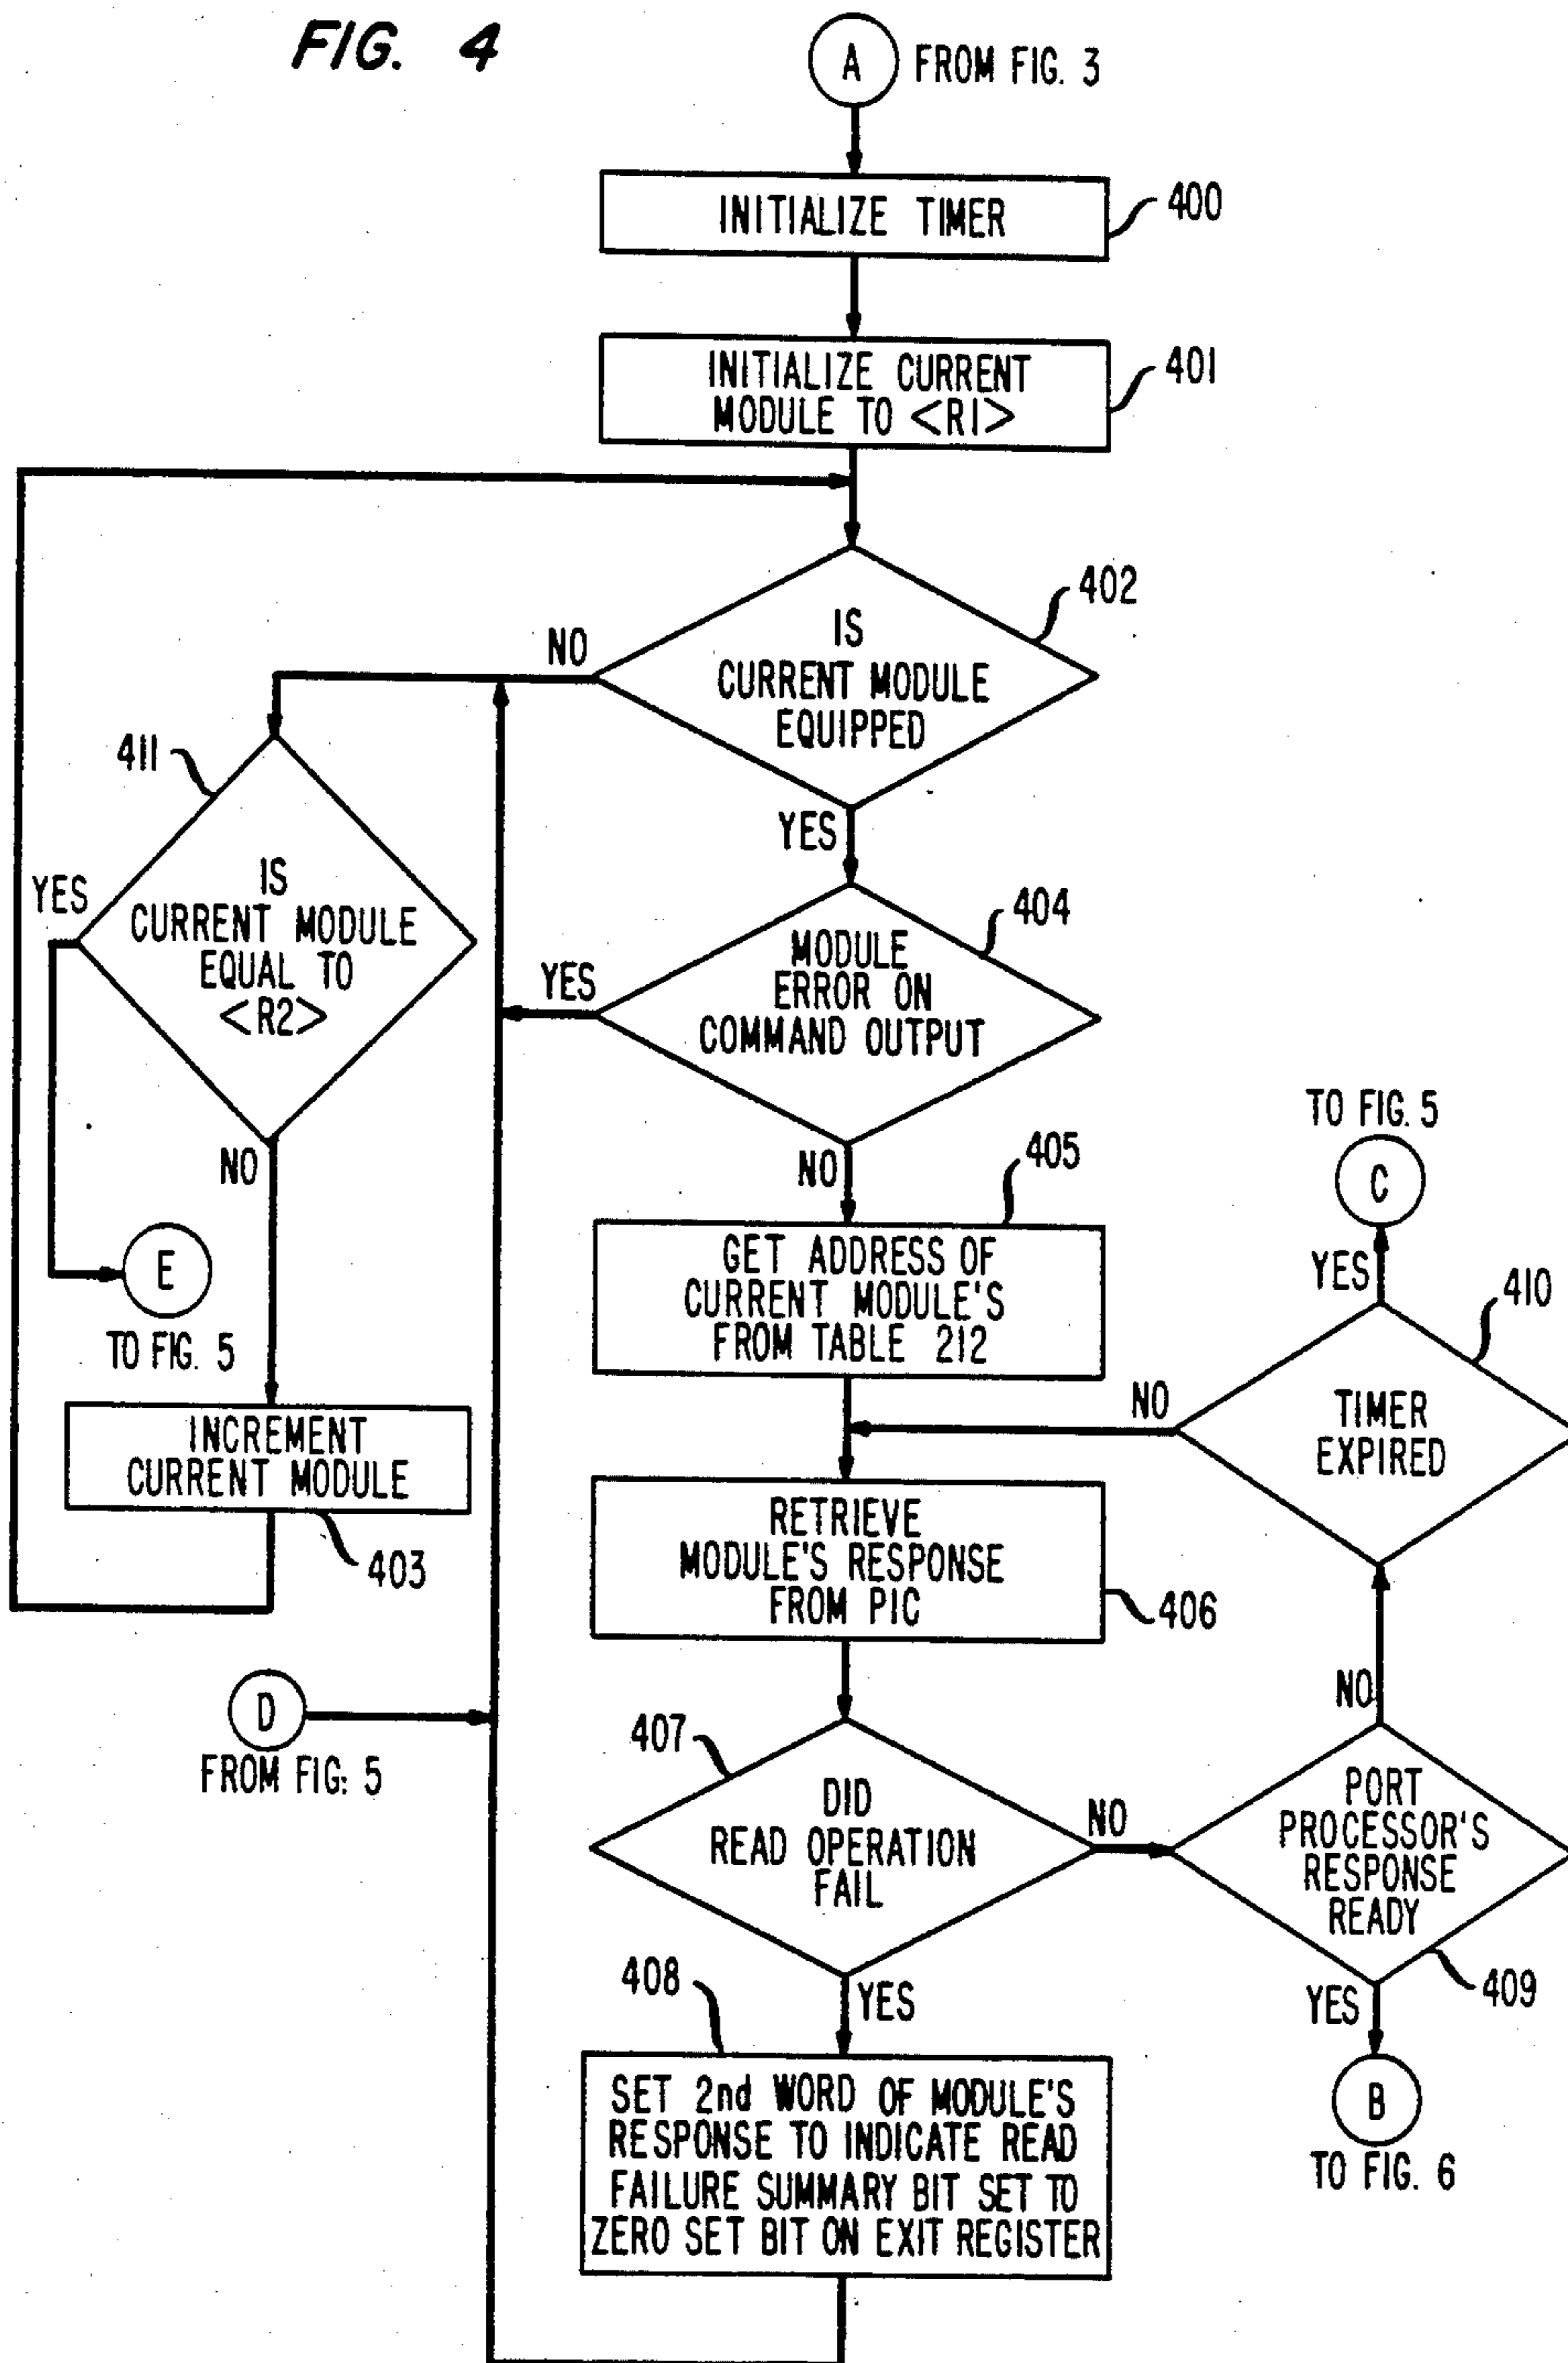 FIG. 4
A FROM FIG. 3
INITIALIZE TIMER
400
INITIALIZE CURRENT
MODULE TO <R1>
401
402
IS
CURRENT MODULE
EQUIPPED
NO
YES
411
IS
CURRENT MODULE
EQUAL TO
<R2>
YES
NO
404
MODULE
ERROR ON
COMMAND OUTPUT
YES
NO
E
TO FIG. 5
INCREMENT
CURRENT MODULE
403
405
GET ADDRESS OF
CURRENT MODULE'S
FROM TABLE 212
TO FIG. 5
C
YES
410
TIMER
EXPIRED
NO
RETRIEVE
MODULE'S RESPONSE
FROM PIC
406
D
FROM FIG. 5
407
DID
READ OPERATION
FAIL
NO
YES
NO
PORT
PROCESSOR'S
RESPONSE
READY
409
YES
B
TO FIG. 6
408
SET 2nd WORD OF MODULE'S
RESPONSE TO INDICATE READ
FAILURE SUMMARY BIT SET TO
ZERO SET BIT ON EXIT REGISTER